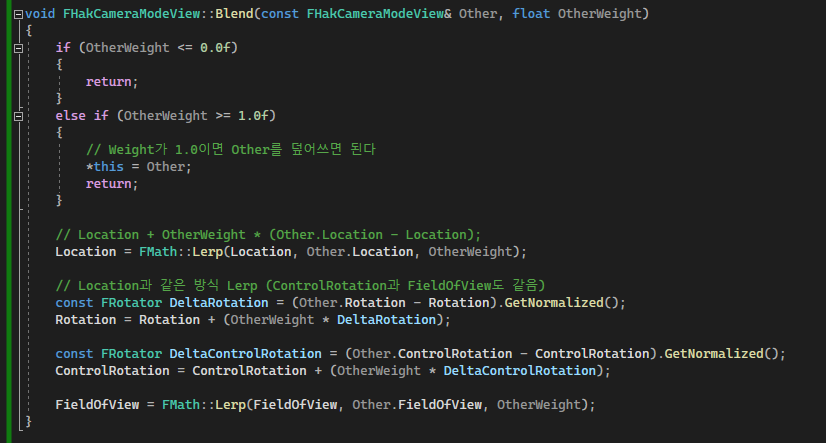 void FHakCameraModeView::Blend(const FHakCameraModeView& Other, float OtherWeight)
{
if (OtherWeight <= 0.0f)
{
return;
}
else if (OtherWeight >= 1.0f)
{
// Weight가 1.0이면 Other를 덮어쓰면 된다
*this = Other;
return;
}
// Location + OtherWeight * (Other.Location - Location);
Location = FMath::Lerp(Location, Other.Location, OtherWeight);
// Location과 같은 방식 Lerp (ControlRotation과 FieldOfView도 같음)
const FRotator DeltaRotation = (Other.Rotation - Rotation).GetNormalized();
Rotation = Rotation + (OtherWeight * DeltaRotation);
const FRotator DeltaControlRotation = (Other.ControlRotation - ControlRotation).GetNormalized();
ControlRotation = ControlRotation + (OtherWeight * DeltaControlRotation);
FieldOfView = FMath::Lerp(FieldOfView, Other.FieldOfView, OtherWeight);
}